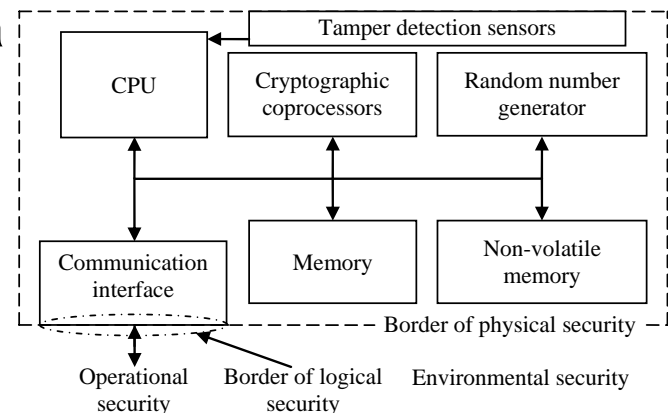 Tamper detection sensors
CPU
Cryptographic
coprocessors
Random number
generator
Communication
interface
Memory
Non-volatile
memory
Border of physical security
Operational
security
Border of logical
security
Environmental security